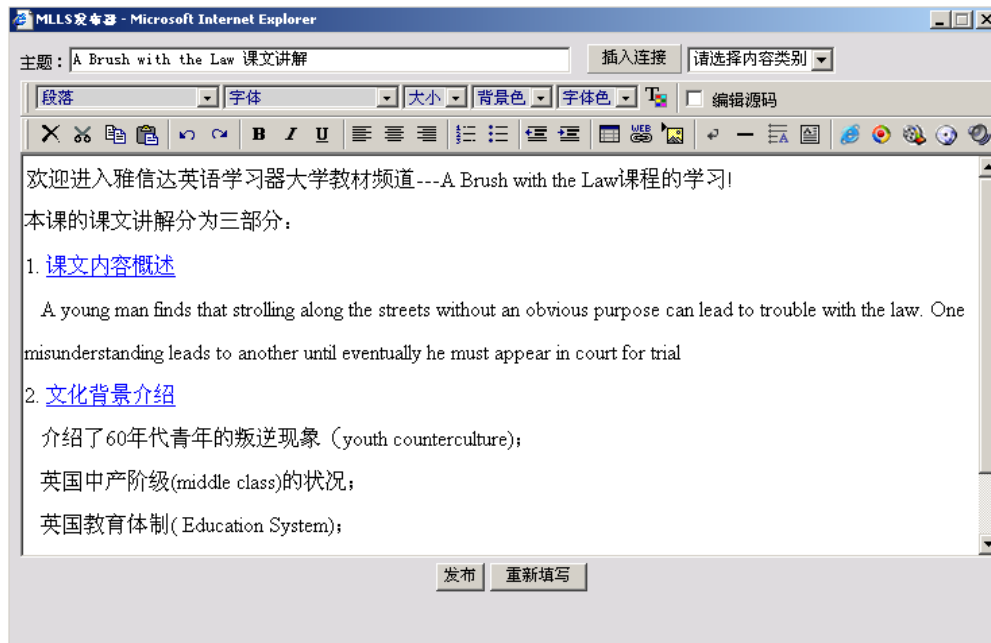 MLLS发布器 - Microsoft Internet Explorer
主题： A Brush with the Law 课文讲解 插入连接 请选择内容类别
段落 字体 大小 背景色 字体色 编辑源码
B I U WEB
欢迎进入雅信达英语学习器大学教材频道---A Brush with the Law课程的学习!
本课的课文讲解分为三部分：
1. 课文内容概述
A young man finds that strolling along the streets without an obvious purpose can lead to trouble with the law. One
misunderstanding leads to another until eventually he must appear in court for trial
2. 文化背景介绍
介绍了60年代青年的叛逆现象（youth counterculture)；
英国中产阶级(middle class)的状况；
英国教育体制( Education System)；
发布 重新填写